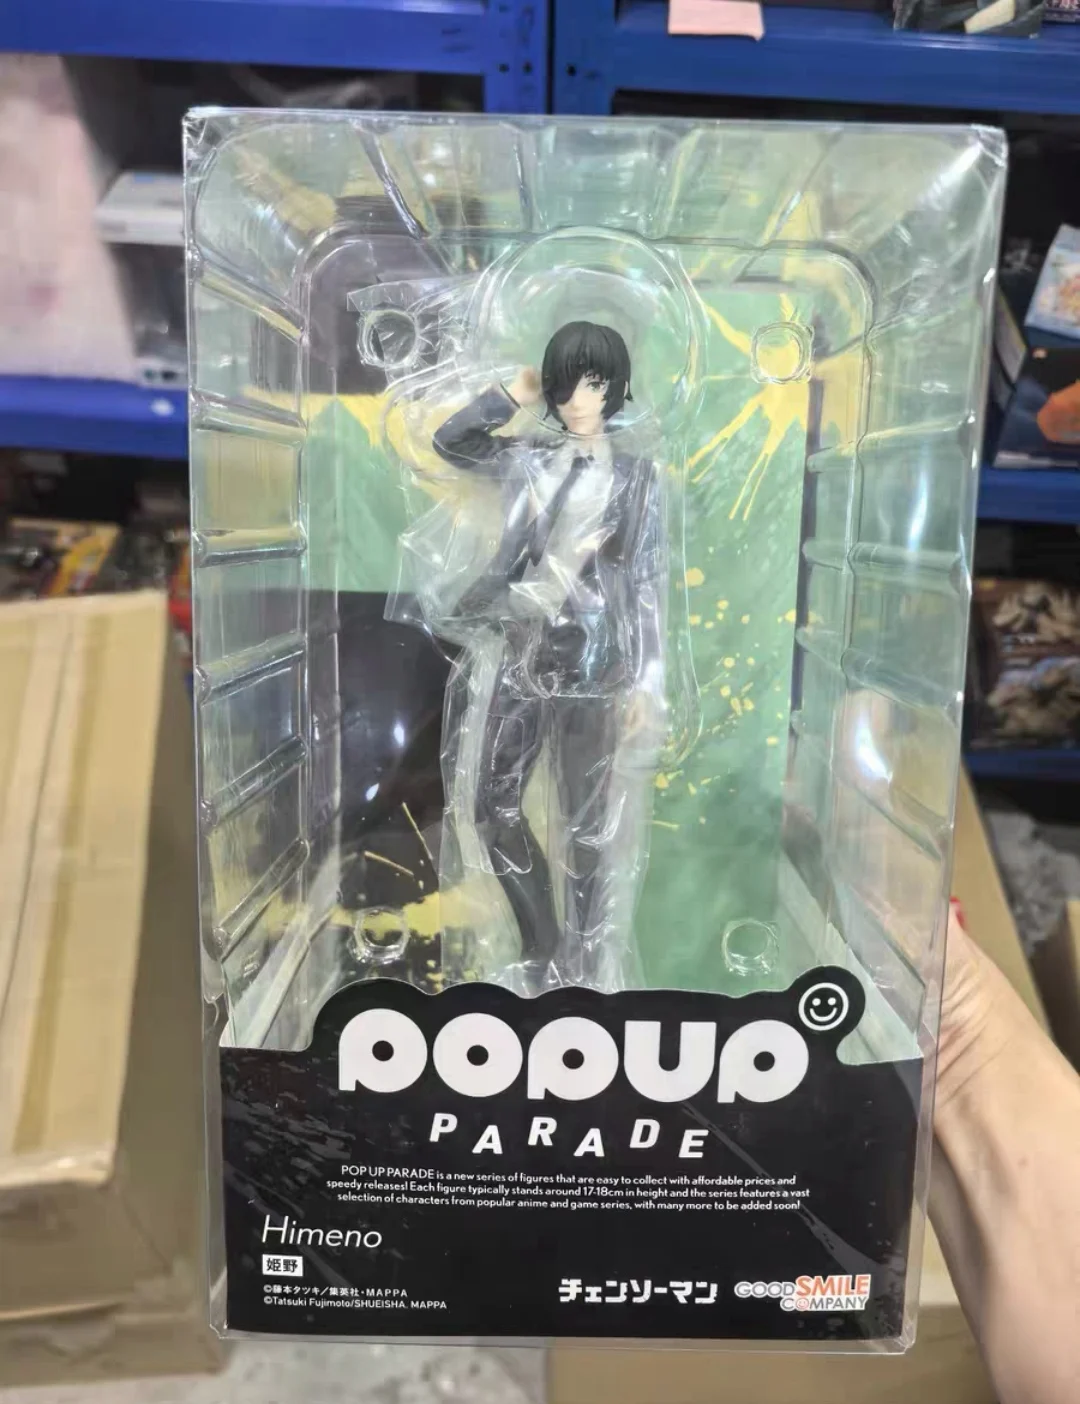 POPUP
PARADE
POP UP PARADE is a new series of figures that are easy to collect with affordable prices and
speedy releases! Each figure typically stands around 17-18cm in height and the series features a vast
selection of characters from popular anime and game series, with many more to be added soon!
Himeno
姫野
©藤本タツキ／集英社・MAPPA
©Tatsuki Fujimoto/SHUEISHA, MAPPA
チェンソーマン
GOOD SMILE
COMPANY